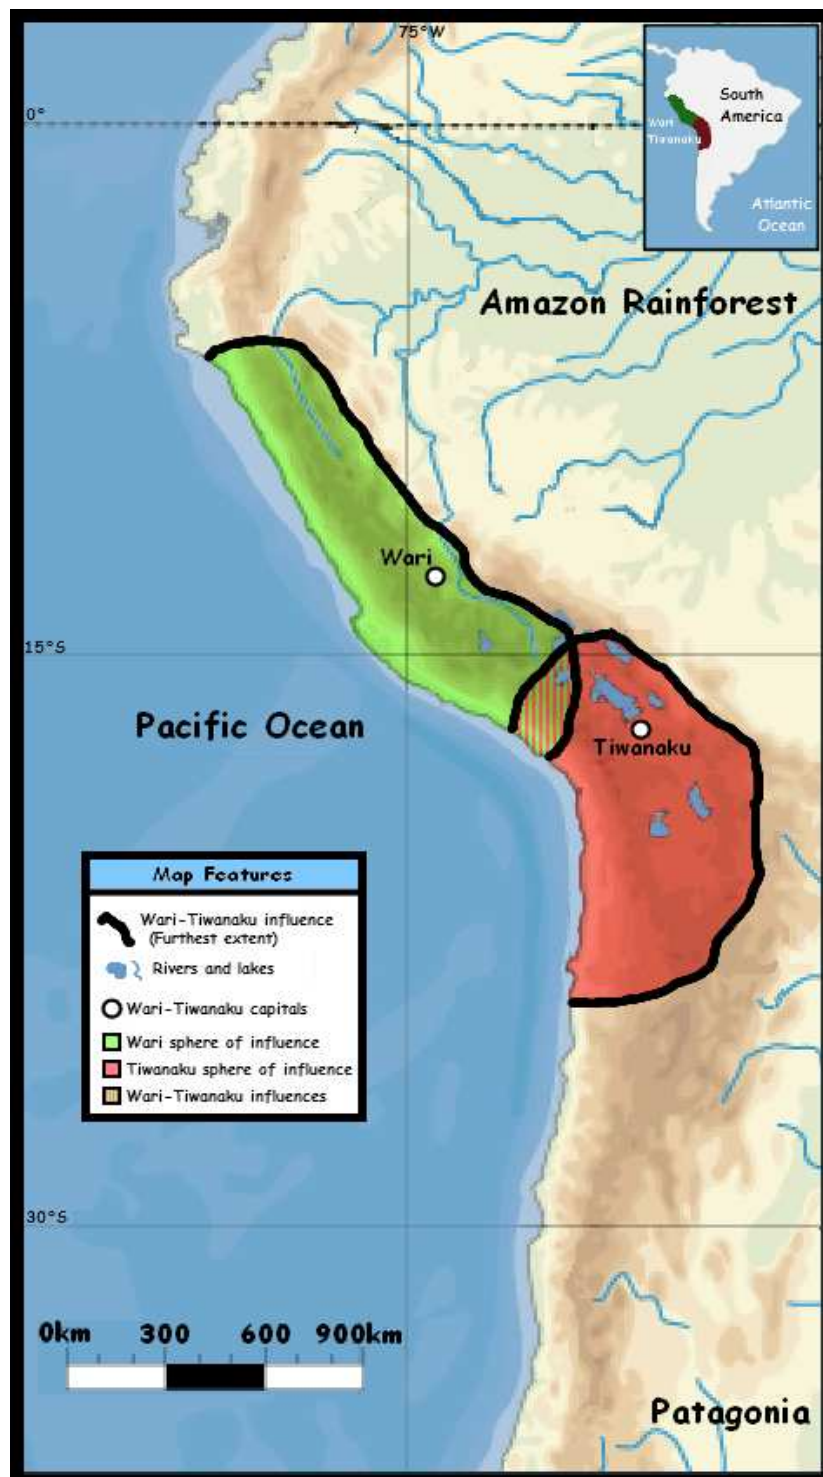 75°W
0°
South
America
Wari
Tiwanaku
Atlantic
Ocean
Amazon Rainforest
Wari
15°S
Pacific Ocean
Tiwanaku
Map Features
Wari-Tiwanaku influence
(Furthest extent)
Rivers and lakes
Wari-Tiwanaku capitals
Wari sphere of influence
Tiwanaku sphere of influence
Wari-Tiwanaku influences
30°S
0km 300 600 900km
Patagonia